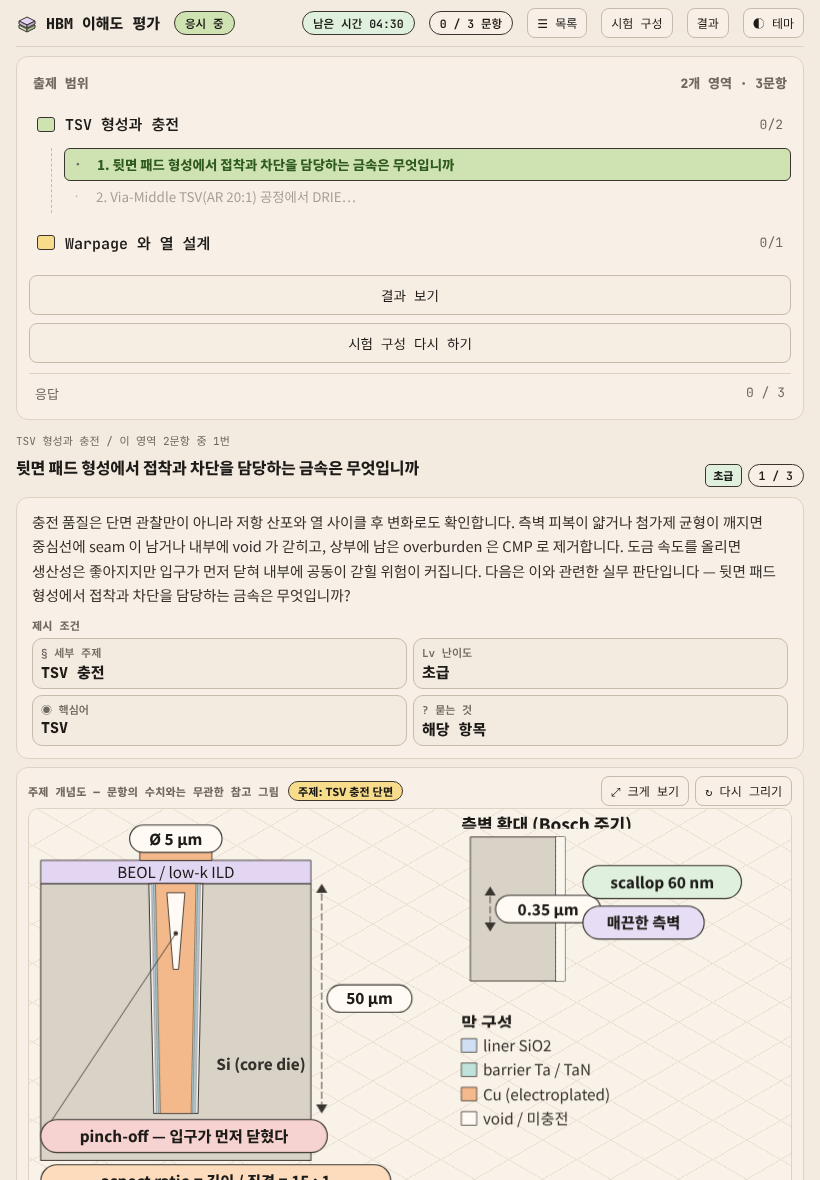 HBM 이해도 평가
응시 중
남은 시간 04:30
0 / 3 문항
☰ 목록
시험 구성
결과
◐ 테마
출제 범위
2개 영역 · 3문항
TSV 형성과 충전
0/2
· 1. 뒷면 패드 형성에서 접착과 차단을 담당하는 금속은 무엇입니까
· 2. Via-Middle TSV(AR 20:1) 공정에서 DRIE…
Warpage 와 열 설계
0/1
결과 보기
시험 구성 다시 하기
응답
0 / 3
TSV 형성과 충전 / 이 영역 2문항 중 1번
뒷면 패드 형성에서 접착과 차단을 담당하는 금속은 무엇입니까
초급
1 / 3
충전 품질은 단면 관찰만이 아니라 저항 산포와 열 사이클 후 변화로도 확인합니다. 측벽 피복이 얇거나 첨가제 균형이 깨지면
중심선에 seam 이 남거나 내부에 void 가 갇히고, 상부에 남은 overburden 은 CMP 로 제거합니다. 도금 속도를 올리면
생산성은 좋아지지만 입구가 먼저 닫혀 내부에 공동이 갇힐 위험이 커집니다. 다음은 이와 관련한 실무 판단입니다 — 뒷면 패드
형성에서 접착과 차단을 담당하는 금속은 무엇입니까?
제시 조건
§ 세부 주제
TSV 충전
Lv 난이도
초급
◉ 핵심어
TSV
? 묻는 것
해당 항목
주제 개념도 — 문항의 수치와는 무관한 참고 그림
주제: TSV 충전 단면
⤢ 크게 보기
↻ 다시 그리기
Ø 5 µm
BEOL / low-k ILD
50 µm
Si (core die)
pinch-off — 입구가 먼저 닫혔다
aspect ratio = 깊이 / 직경 = 15 : 1
측벽 확대 (Bosch 주기)
0.35 µm
scallop 60 nm
매끈한 측벽
막 구성
liner SiO2
barrier Ta / TaN
Cu (electroplated)
void / 미충전